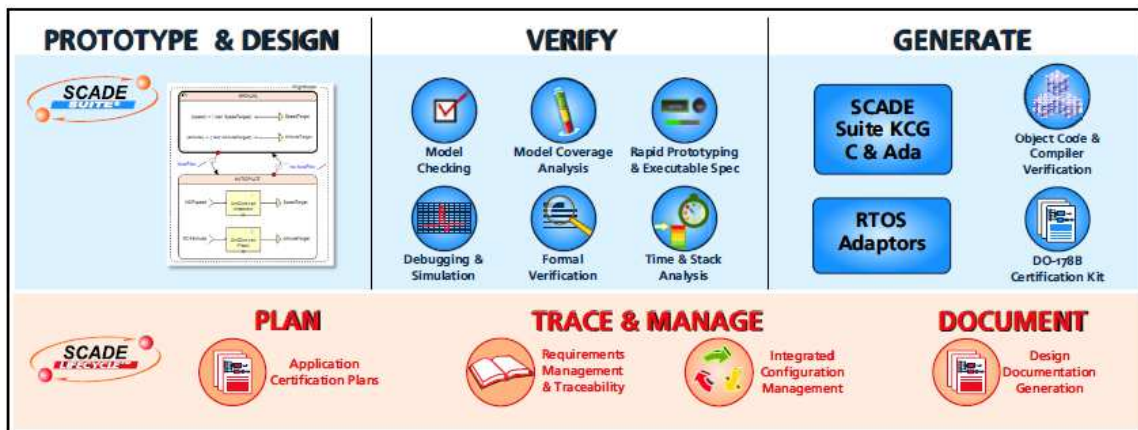 PROTOTYPE & DESIGN
VERIFY
GENERATE
SCADE
SUITE
Model
Checking
Model Coverage
Analysis
Rapid Prototyping
& Executable Spec
Debugging &
Simulation
Formal
Verification
Time & Stack
Analysis
SCADE
Suite KCG
C & Ada
RTOS
Adaptors
Object Code &
Compiler
Verification
DO-178B
Certification Kit
SCADE
LIFECYCLE
PLAN
Application
Certification Plans
TRACE & MANAGE
Requirements
Management
& Traceability
Integrated
Configuration
Management
DOCUMENT
Design
Documentation
Generation